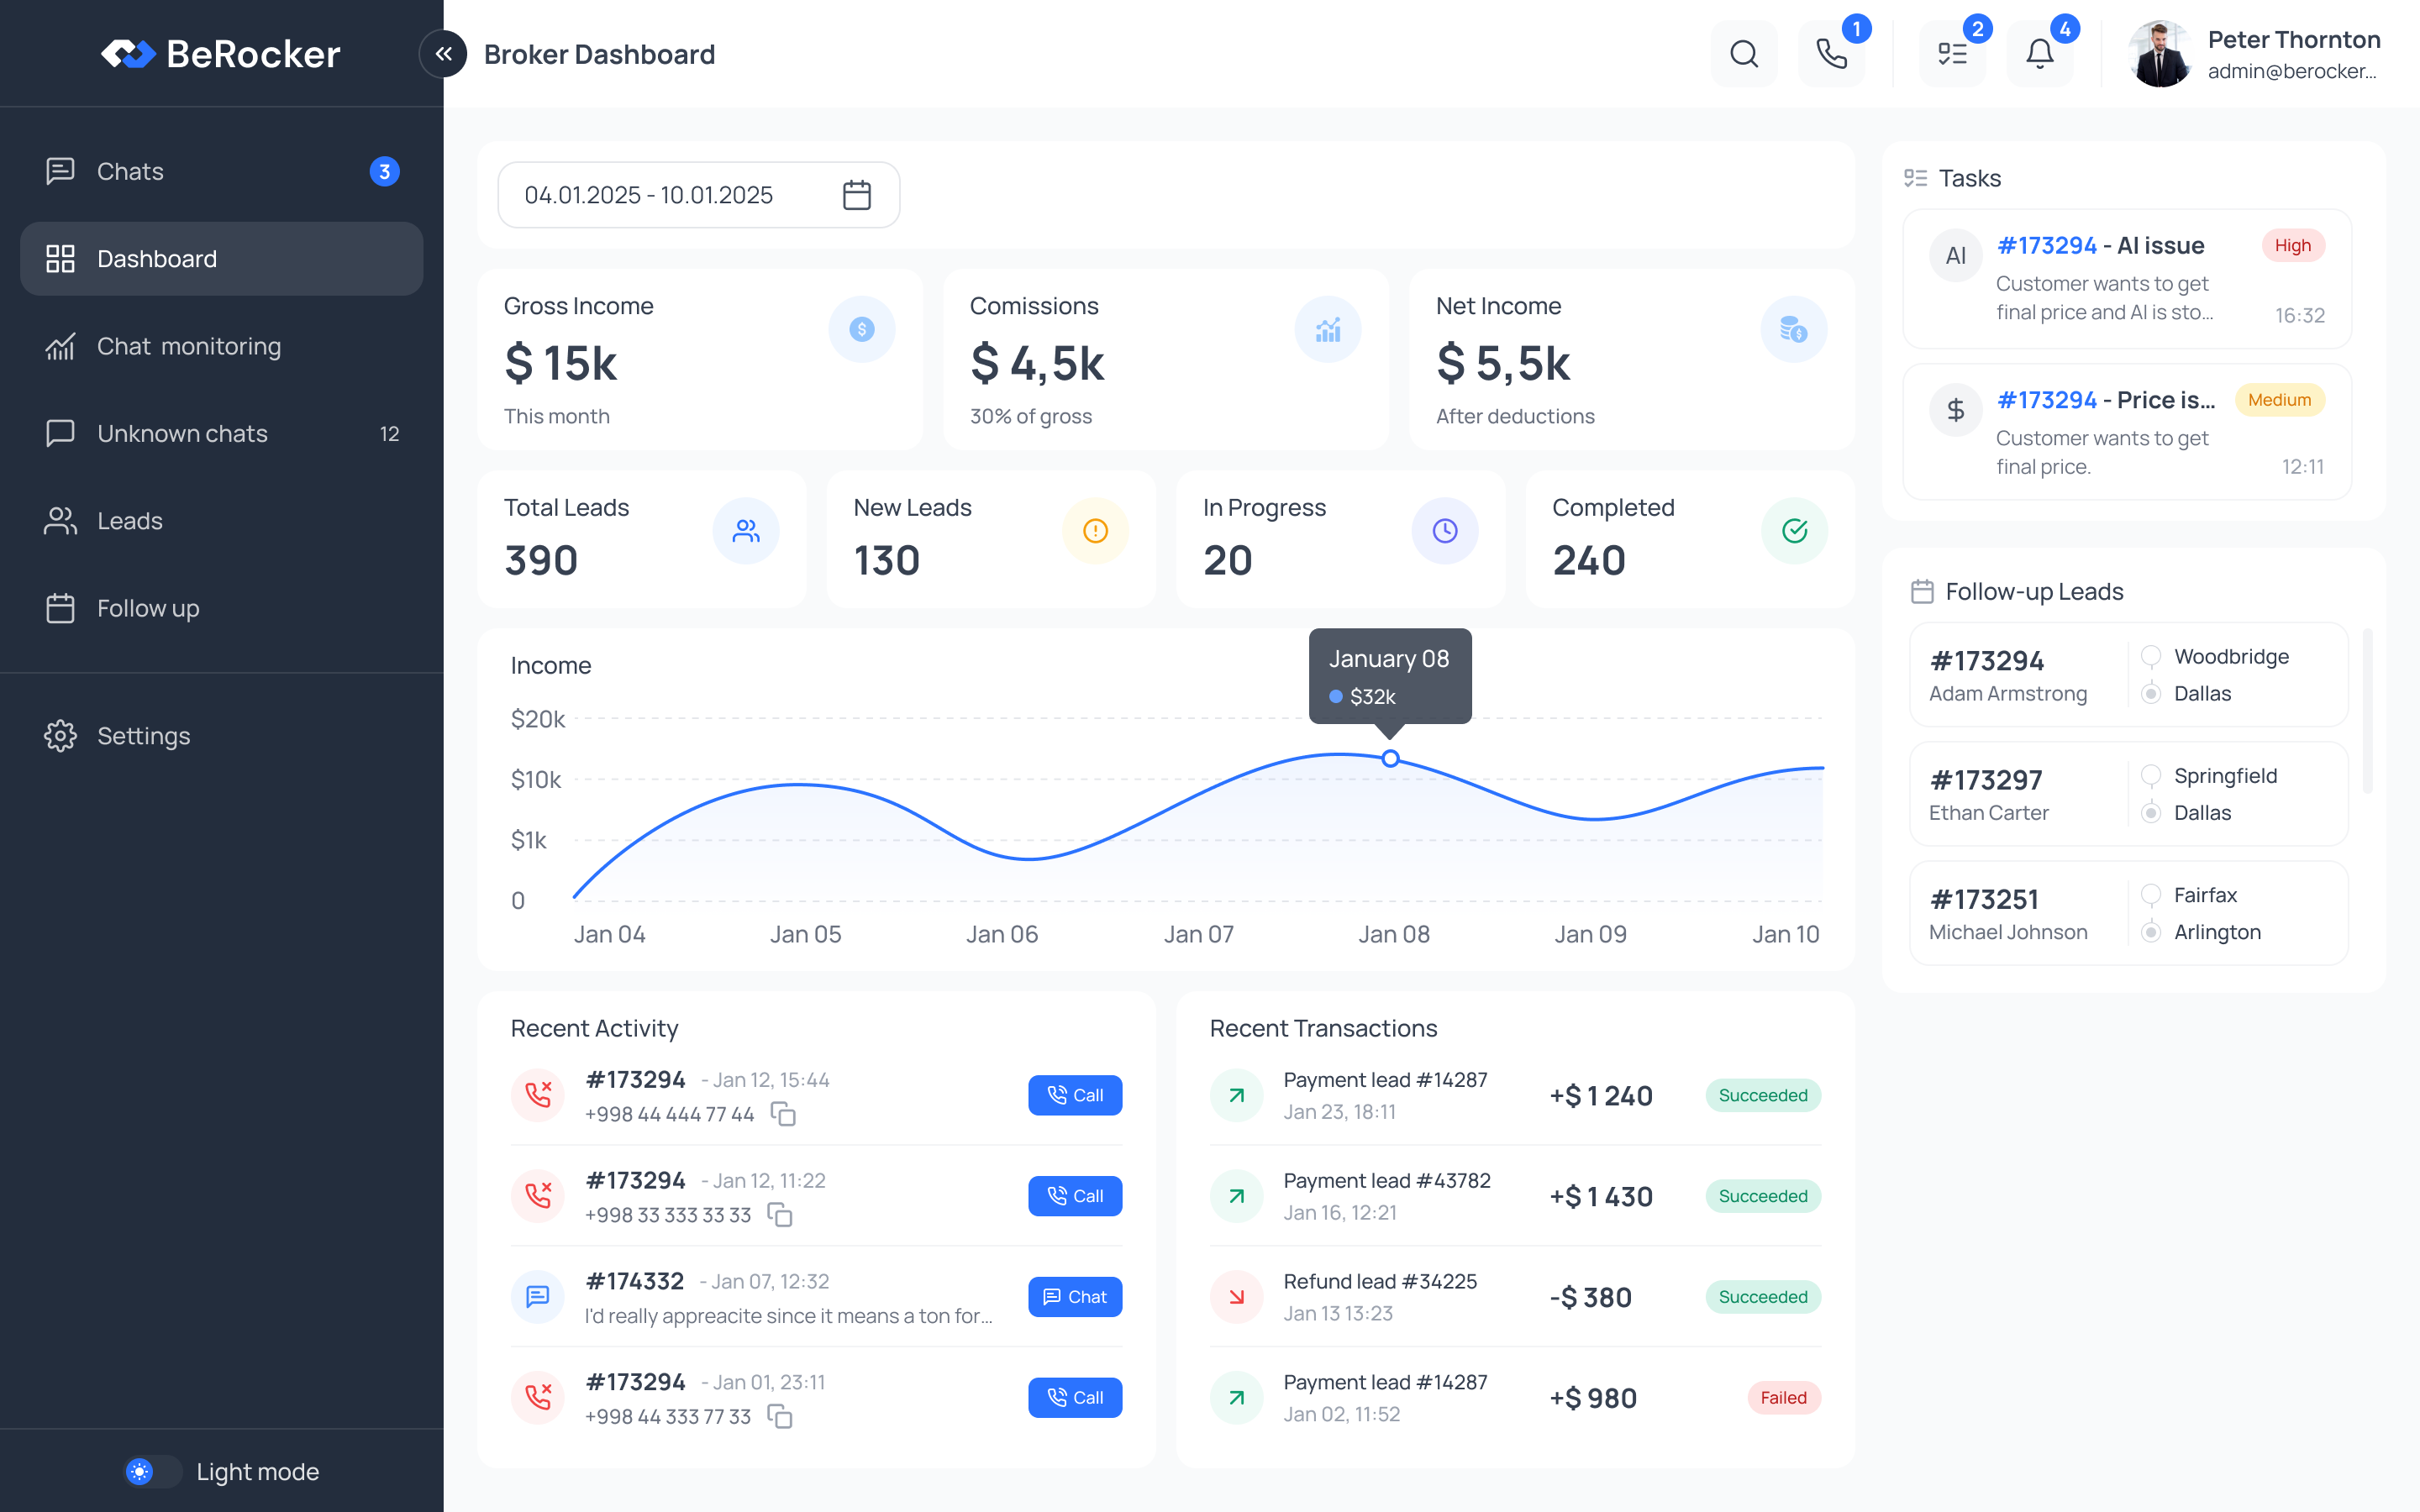 BeRocker
Chats
3
Dashboard
Chat monitoring
Unknown chats
12
Leads
Follow up
Settings
Light mode
Broker Dashboard
1
2
4
Peter Thornton
admin@berocker...
04.01.2025 - 10.01.2025
Gross Income
$ 15k
This month
Comissions
$ 4,5k
30% of gross
Net Income
$ 5,5k
After deductions
Total Leads
390
New Leads
130
In Progress
20
Completed
240
Income
January 08
$32k
$20k
$10k
$1k
0
Jan 04
Jan 05
Jan 06
Jan 07
Jan 08
Jan 09
Jan 10
Recent Activity
#173294 - Jan 12, 15:44
+998 44 444 77 44
Call
#173294 - Jan 12, 11:22
+998 33 333 33 33
Call
#174332 - Jan 07, 12:32
I'd really appreacite since it means a ton for...
Chat
#173294 - Jan 01, 23:11
+998 44 333 77 33
Call
Recent Transactions
Payment lead #14287
Jan 23, 18:11
+$ 1 240
Succeeded
Payment lead #43782
Jan 16, 12:21
+$ 1 430
Succeeded
Refund lead #34225
Jan 13 13:23
-$ 380
Succeeded
Payment lead #14287
Jan 02, 11:52
+$ 980
Failed
Tasks
AI
#173294 - AI issue
High
Customer wants to get
final price and AI is sto...
16:32
$
#173294 - Price is...
Medium
Customer wants to get
final price.
12:11
Follow-up Leads
#173294
Adam Armstrong
Woodbridge
Dallas
#173297
Ethan Carter
Springfield
Dallas
#173251
Michael Johnson
Fairfax
Arlington